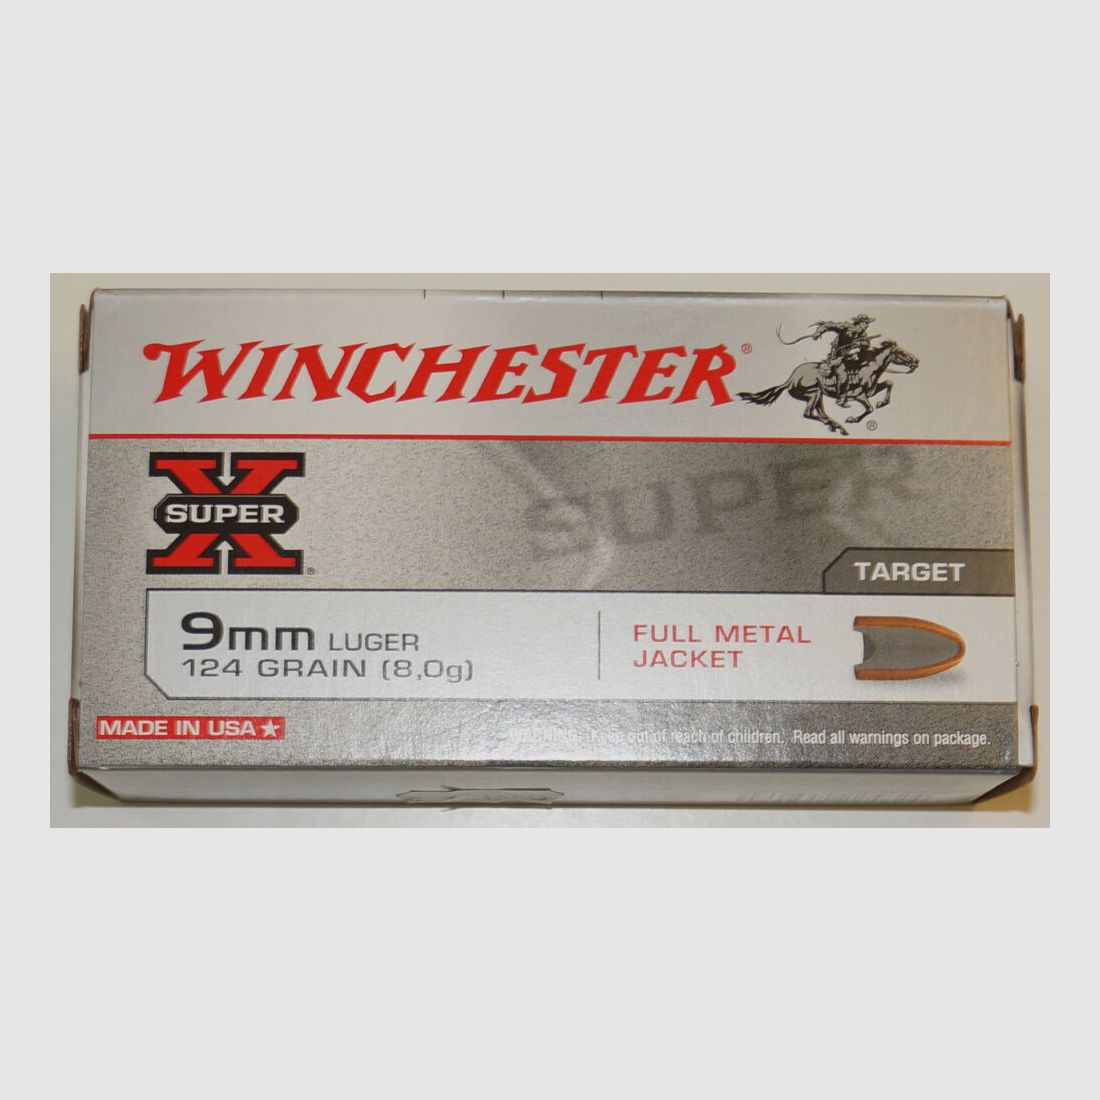 WINCHESTER®
®
SUPER
X
SUPER
®
TARGET
9mm LUGER
124 GRAIN (8,0g)
FULL METAL
JACKET
MADE IN USA
WARNING: Keep out of reach of children. Read all warnings on package.